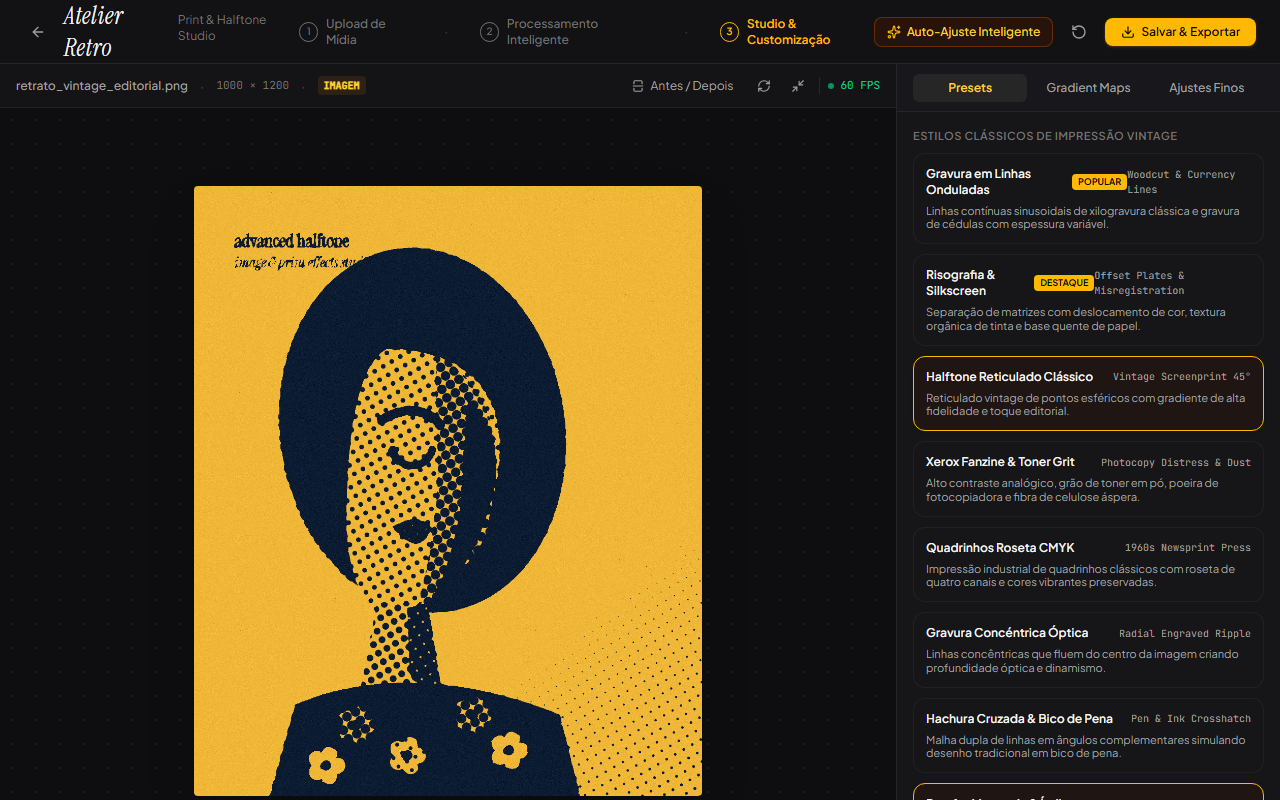 Atelier
Retro
Print & Halftone
Studio
1
Upload de
Mídia
2
Processamento
Inteligente
3
Studio &
Customização
Auto-Ajuste Inteligente
Salvar & Exportar
retrato_vintage_editorial.png
1000 × 1200
IMAGEM
Antes / Depois
60 FPS
Presets
Gradient Maps
Ajustes Finos
advanced halftone
image & print effects
ESTILOS CLÁSSICOS DE IMPRESSÃO VINTAGE
Gravura em Linhas
Onduladas
POPULAR
Woodcut & Currency
Lines
Linhas contínuas sinusoidais de xilogravura clássica e gravura
de cédulas com espessura variável.
Risografia &
Silkscreen
DESTAQUE
Offset Plates &
Misregistration
Separação de matrizes com deslocamento de cor, textura
orgânica de tinta e base quente de papel.
Halftone Reticulado Clássico
Vintage Screenprint 45°
Reticulado vintage de pontos esféricos com gradiente de alta
fidelidade e toque editorial.
Xerox Fanzine & Toner Grit
Photocopy Distress & Dust
Alto contraste analógico, grão de toner em pó, poeira de
fotocopiadora e fibra de celulose áspera.
Quadrinhos Roseta CMYK
1960s Newsprint Press
Impressão industrial de quadrinhos clássicos com roseta de
quatro canais e cores vibrantes preservadas.
Gravura Concéntrica Óptica
Radial Engraved Ripple
Linhas concêntricas que fluem do centro da imagem criando
profundidade óptica e dinamismo.
Hachura Cruzada & Bico de Pena
Pen & Ink Crosshatch
Malha dupla de linhas em ângulos complementares simulando
desenho tradicional em bico de pena.